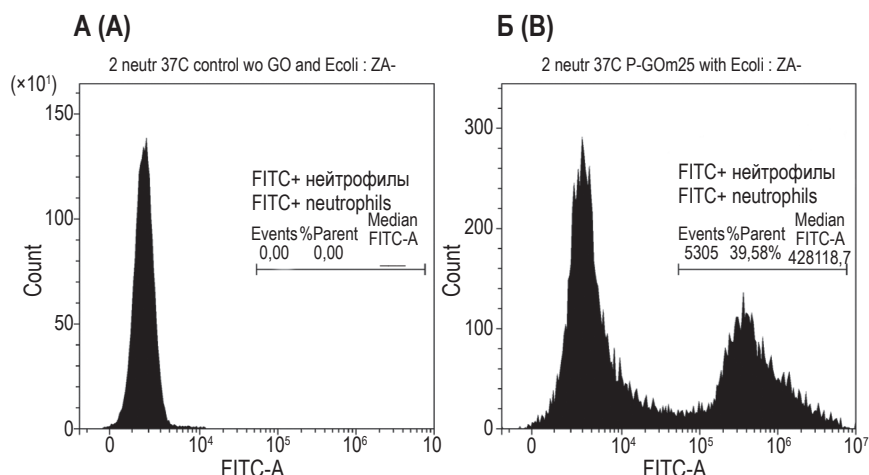 А (A)
2 neutr 37C control wo GO and Ecoli : ZA-
(×10¹)
150
100
50
0
Count
FITC+ нейтрофилы
FITC+ neutrophils
Events %Parent Median FITC-A
0,00 0,00
0 10⁴ 10⁵ 10⁶ 10
FITC-A
Б (B)
2 neutr 37C P-GOm25 with Ecoli : ZA-
300
200
100
0
Count
FITC+ нейтрофилы
FITC+ neutrophils
Events %Parent Median FITC-A
5305 39,58% 428118,7
0 10⁴ 10⁵ 10⁶ 10⁷
FITC-A